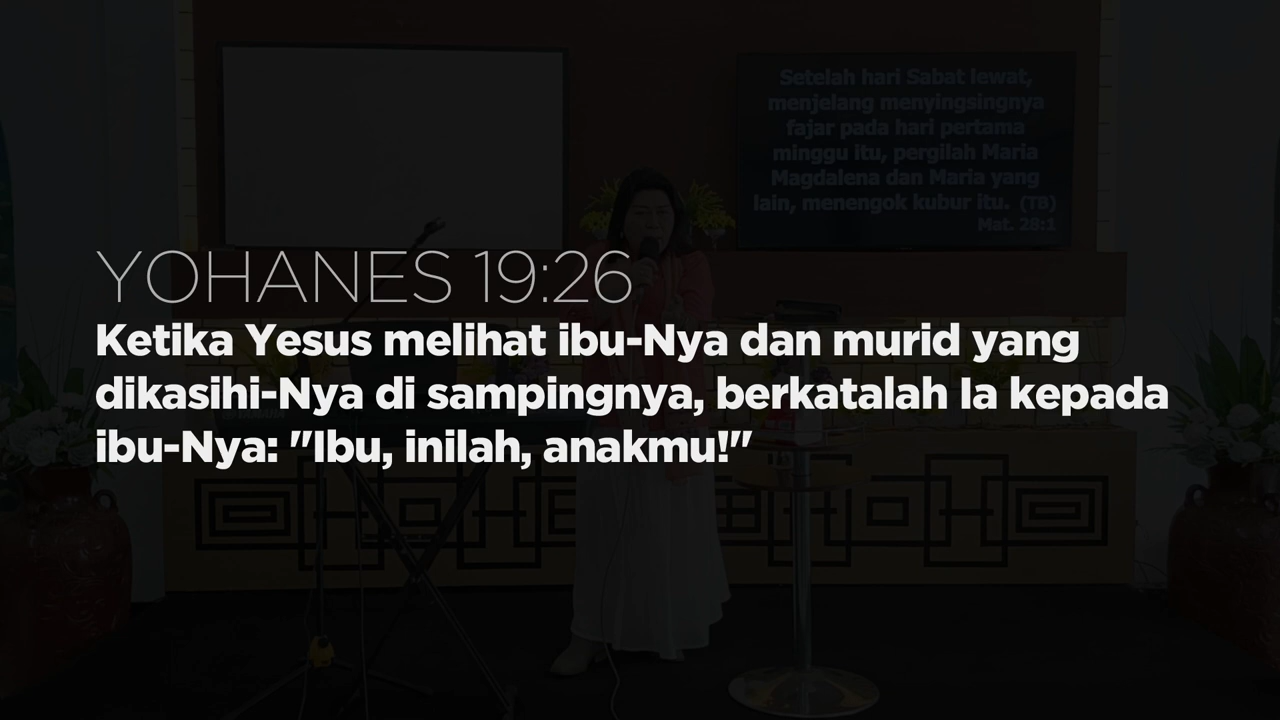 Setelah hari Sabat lewat,
menjelang menyingsingnya
fajar pada hari pertama
minggu itu, pergilah Maria
Magdalena dan Maria yang
lain, menengok kubur itu. (TB)
Mat. 28:1
YOHANES 19:26
Ketika Yesus melihat ibu-Nya dan murid yang
dikasihi-Nya di sampingnya, berkatalah Ia kepada
ibu-Nya: "Ibu, inilah, anakmu!"